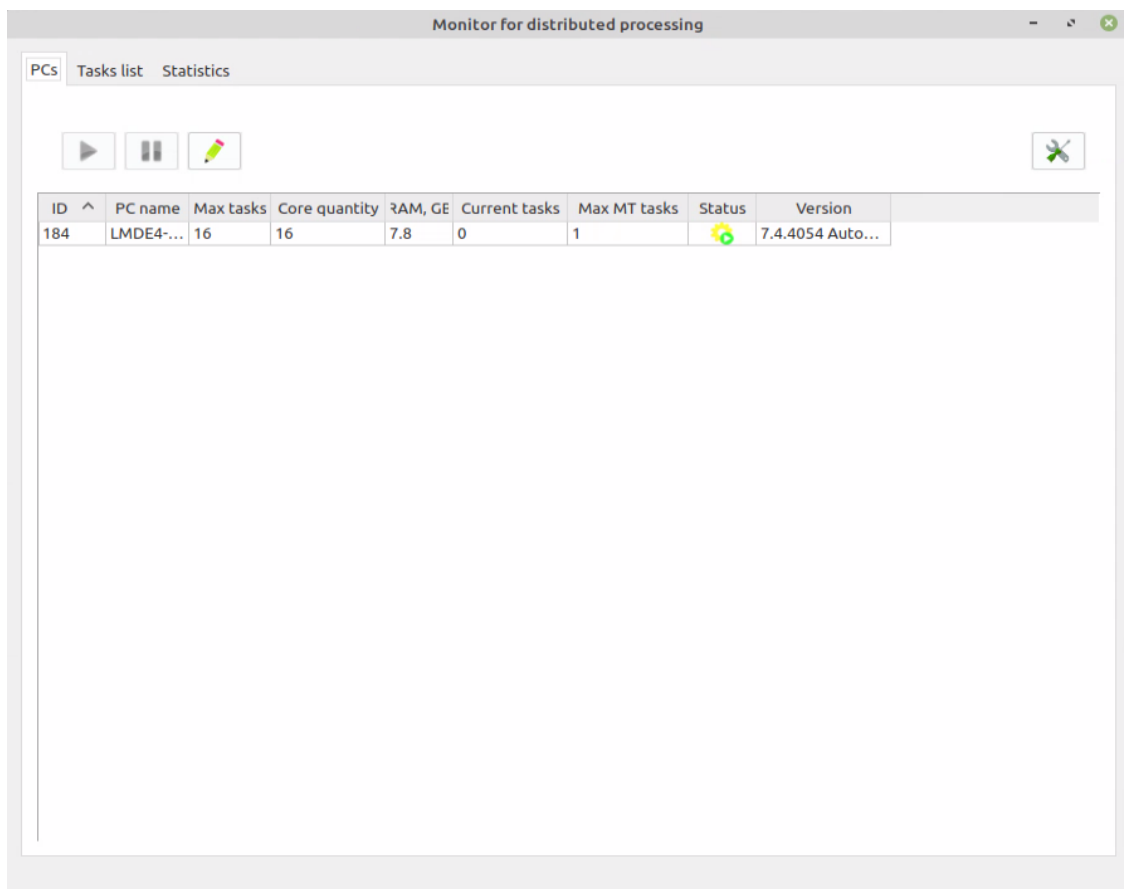 Monitor for distributed processing
PCs Tasks list Statistics
ID PC name Max tasks Core quantity RAM, GE Current tasks Max MT tasks Status Version
184 LMDE4-... 16 16 7.8 0 1 7.4.4054 Auto...